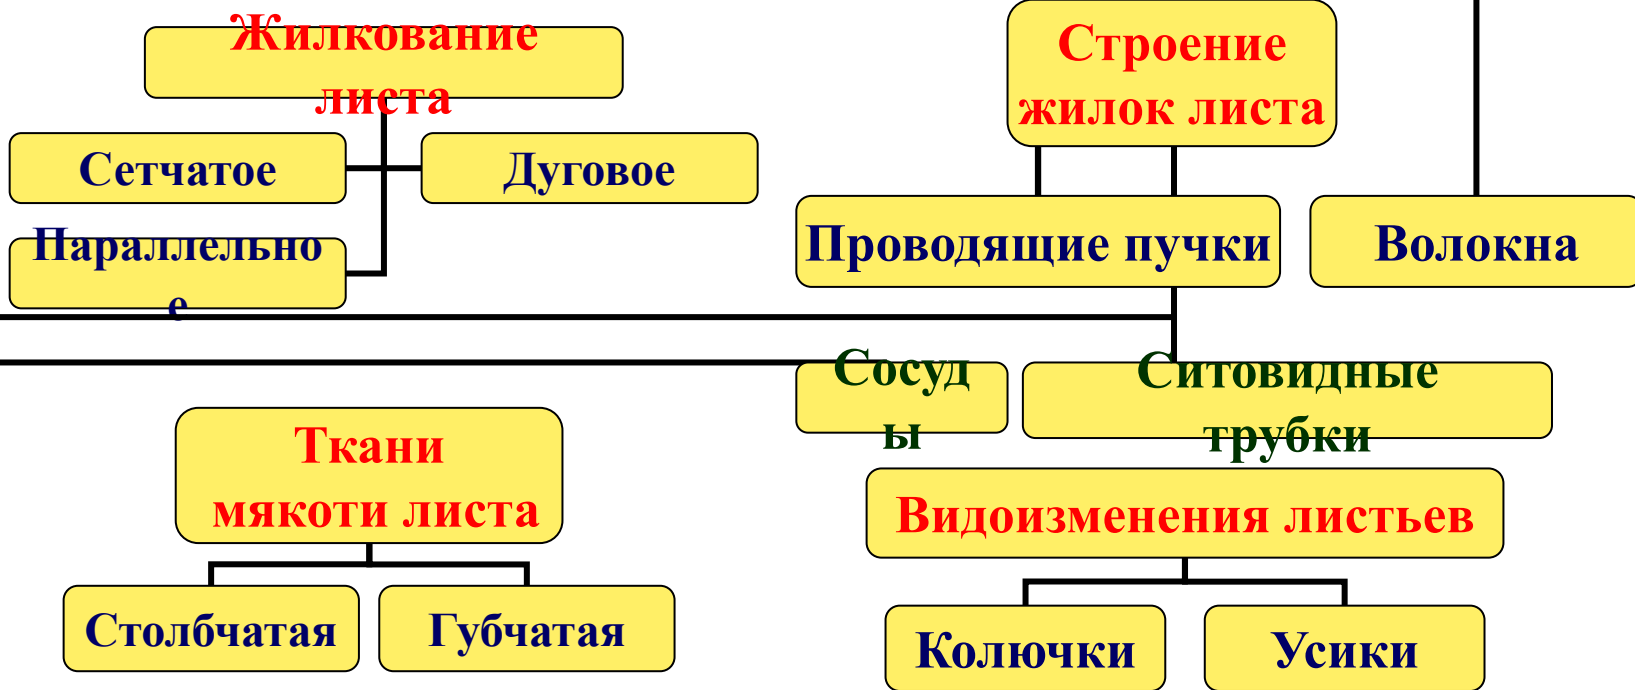 Жилкование
листа
Сетчатое
Дуговое
Параллельно
е
Строение
жилок листа
Проводящие пучки
Волокна
Сосуд
ы
Ситовидные
трубки
Ткани
мякоти листа
Столбчатая
Губчатая
Видоизменения листьев
Колючки
Усики